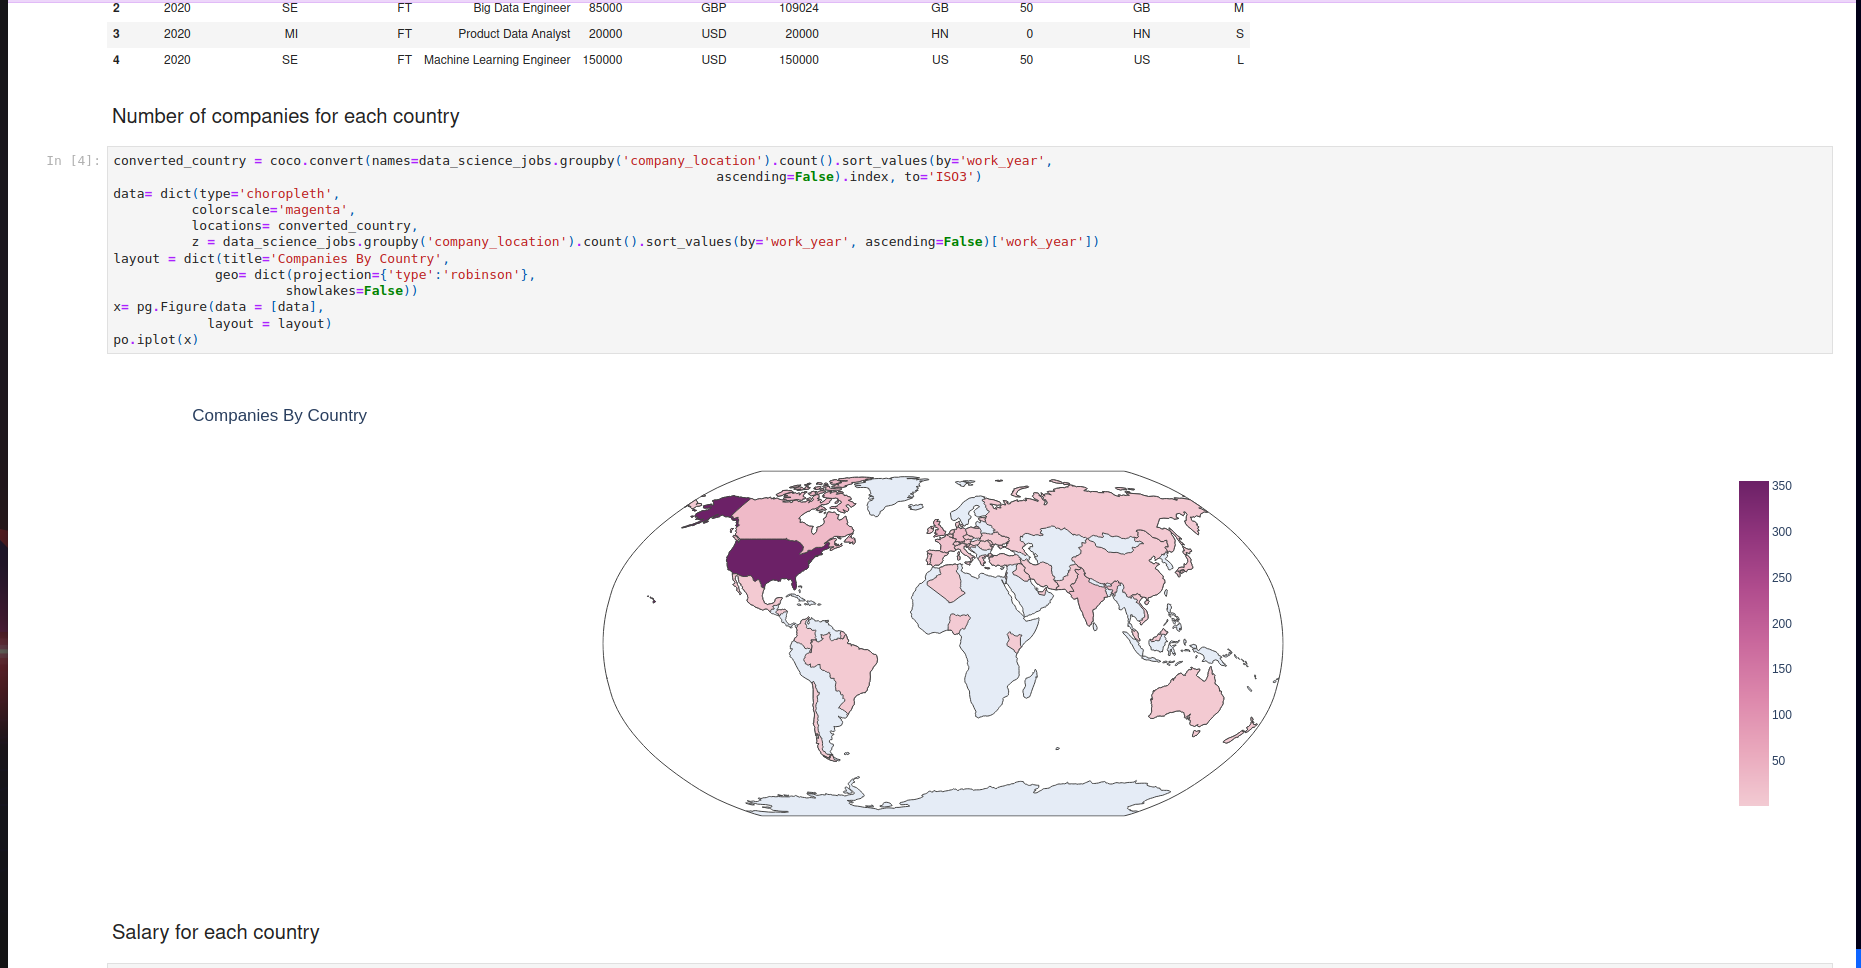 2 2020 SE FT Big Data Engineer 85000 GBP 109024 GB 50 GB M
3 2020 MI FT Product Data Analyst 20000 USD 20000 HN 0 HN S
4 2020 SE FT Machine Learning Engineer 150000 USD 150000 US 50 US L
Number of companies for each country
In [4]:
converted_country = coco.convert(names=data_science_jobs.groupby('company_location').count().sort_values(by='work_year',
ascending=False).index, to='ISO3')
data= dict(type='choropleth',
colorscale='magenta',
locations= converted_country,
z = data_science_jobs.groupby('company_location').count().sort_values(by='work_year', ascending=False)['work_year'])
layout = dict(title='Companies By Country',
geo= dict(projection={'type':'robinson'},
showlakes=False))
x= pg.Figure(data = [data],
layout = layout)
po.iplot(x)
Companies By Country
350
300
250
200
150
100
50
Salary for each country